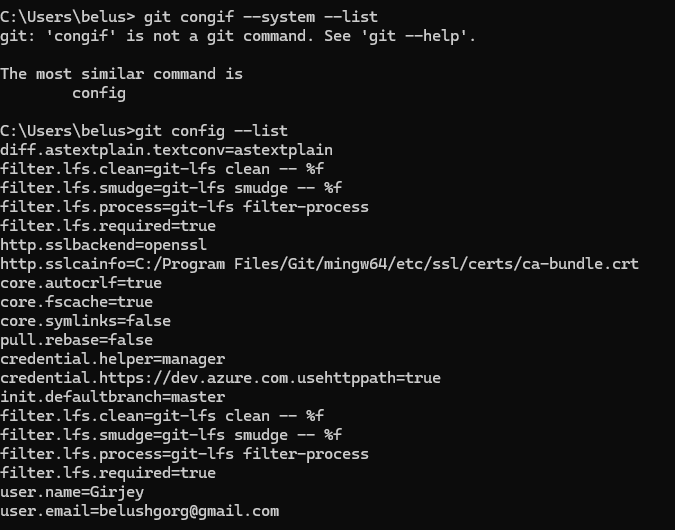 C:\Users\belus> git congif --system --list
git: 'congif' is not a git command. See 'git --help'.
The most similar command is
        config
C:\Users\belus>git config --list
diff.astextplain.textconv=astextplain
filter.lfs.clean=git-lfs clean -- %f
filter.lfs.smudge=git-lfs smudge -- %f
filter.lfs.process=git-lfs filter-process
filter.lfs.required=true
http.sslbackend=openssl
http.sslcainfo=C:/Program Files/Git/mingw64/etc/ssl/certs/ca-bundle.crt
core.autocrlf=true
core.fscache=true
core.symlinks=false
pull.rebase=false
credential.helper=manager
credential.https://dev.azure.com.usehttppath=true
init.defaultbranch=master
filter.lfs.clean=git-lfs clean -- %f
filter.lfs.smudge=git-lfs smudge -- %f
filter.lfs.process=git-lfs filter-process
filter.lfs.required=true
user.name=Girjey
user.email=belushgorg@gmail.com